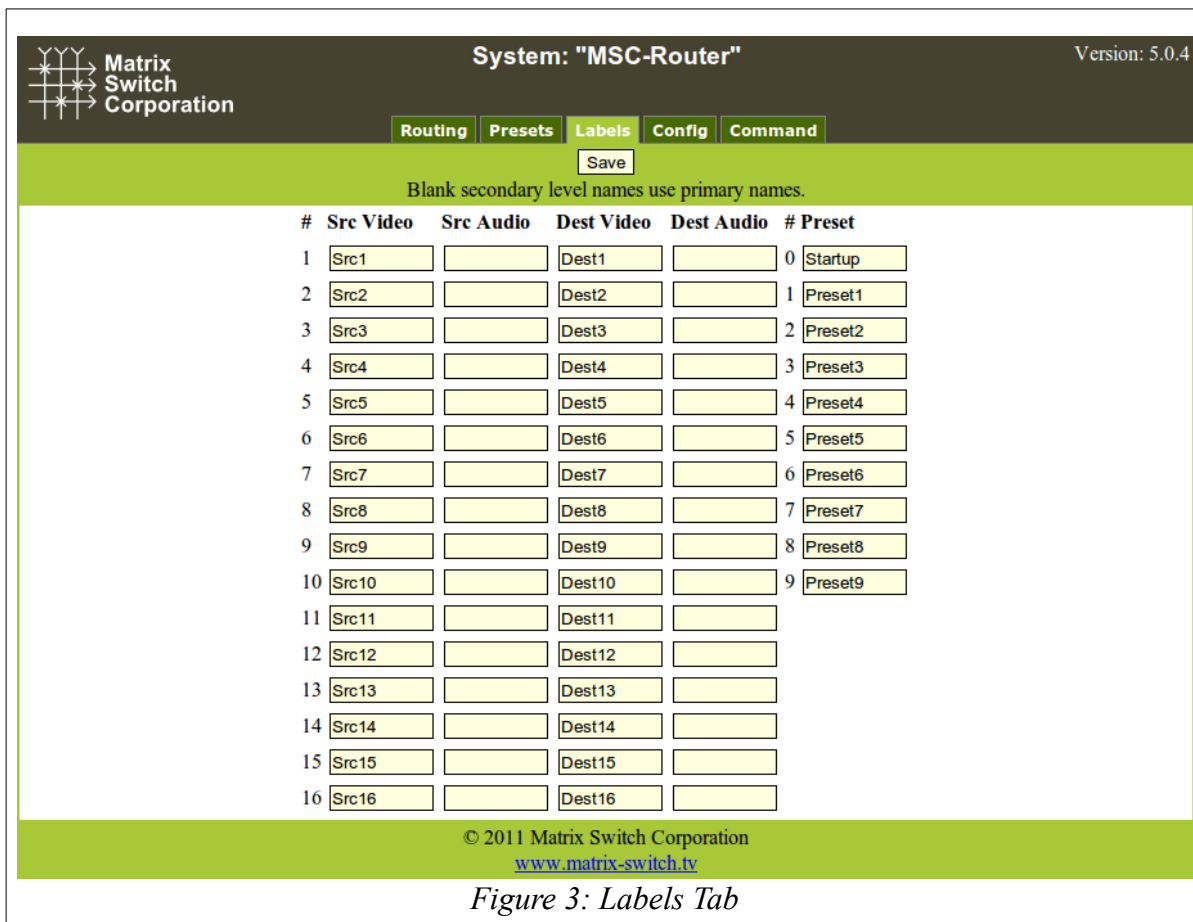 Matrix
Switch
Corporation
System: "MSC-Router"
Version: 5.0.4
Routing Presets Labels Config Command
Save
Blank secondary level names use primary names.
# Src Video Src Audio Dest Video Dest Audio # Preset
1 Src1 Dest1 0 Startup
2 Src2 Dest2 1 Preset1
3 Src3 Dest3 2 Preset2
4 Src4 Dest4 3 Preset3
5 Src5 Dest5 4 Preset4
6 Src6 Dest6 5 Preset5
7 Src7 Dest7 6 Preset6
8 Src8 Dest8 7 Preset7
9 Src9 Dest9 8 Preset8
10 Src10 Dest10 9 Preset9
11 Src11 Dest11
12 Src12 Dest12
13 Src13 Dest13
14 Src14 Dest14
15 Src15 Dest15
16 Src16 Dest16
© 2011 Matrix Switch Corporation
www.matrix-switch.tv
Figure 3: Labels Tab